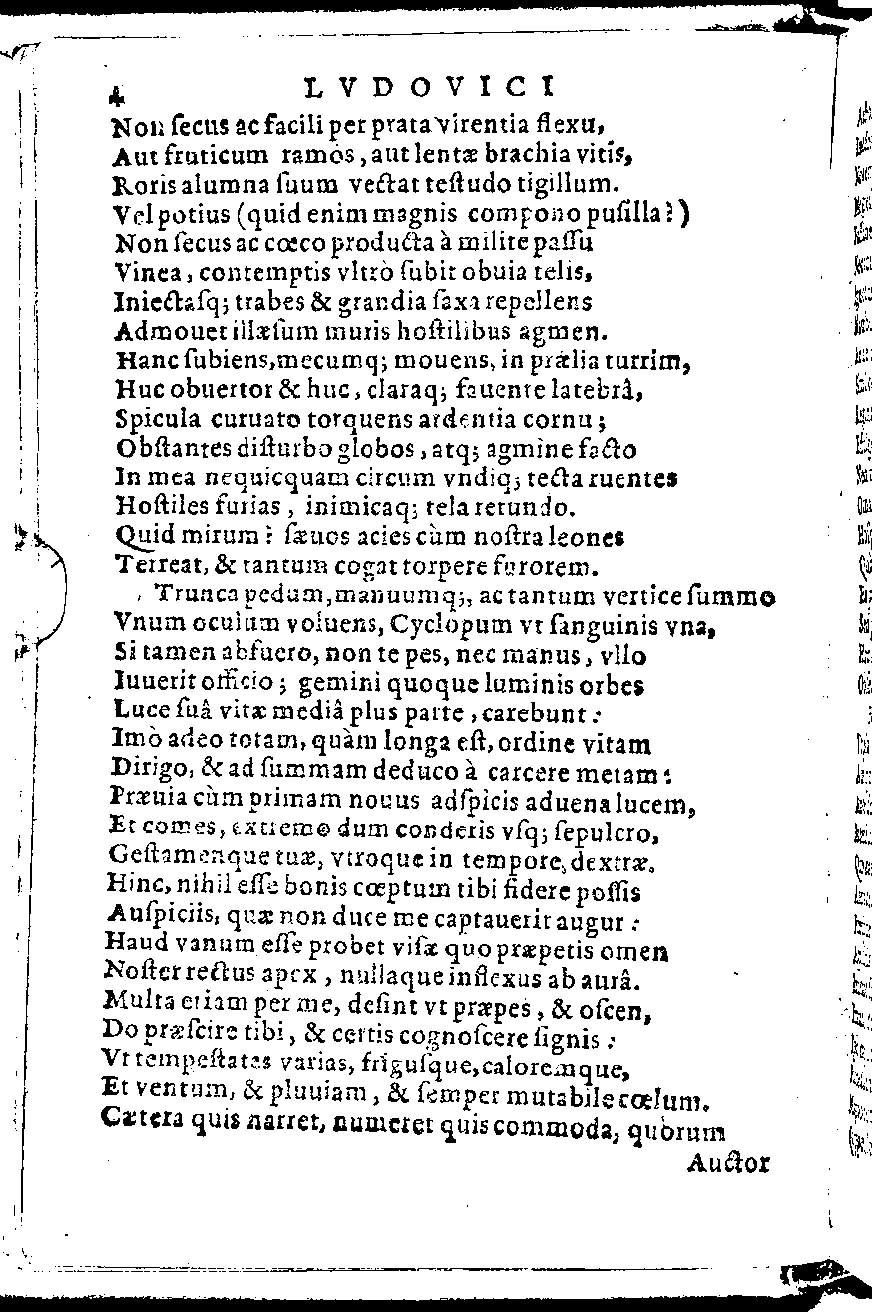 4 LVDOVICI
Non ſecus ac facili per prata virentia flexu,
Aut fruticum ramos, aut lentæ brachia vitis,
Roris alumna ſuum vectat teſtudo tigillum.
Vel potius (quid enim magnis compono puſilla?)
Non ſecus ac cœco producta à milite paſſu
Vinea, contemptis vltrò ſubit obuia telis,
Iniectaſq; trabes & grandia ſaxa repellens
Admouet illæſum muris hoſtilibus agmen.
Hanc ſubiens, mecumq; mouens, in prælia turrim,
Huc obuertor & huc, claraq; fauente latebrâ,
Spicula curuato torquens ardentia cornu;
Obſtantes diſturbo globos, atq; agmine facto
In mea nequicquam circum vndiq; tecta ruentes
Hoſtiles furias, inimicaq; tela retundo.
Quid mirum? ſæuos acies cùm noſtra leones
Terreat, & tantum cogat torpere furorem.
Trunca pedum, manuumq;, ac tantum vertice ſummo
Vnum oculum voluens, Cyclopum vt ſanguinis vna,
Si tamen abfuero, non te pes, nec manus, vllo
Iuuerit officio; gemini quoque luminis orbes
Luce ſuâ vitæ mediâ plus parte, carebunt:
Imò adeo totam, quàm longa eſt, ordine vitam
Dirigo, & ad ſummam deduco à carcere metam:
Præuia cùm primam nouus adſpicis aduena lucem,
Et comes, extremo dum conderis vſq; ſepulcro,
Geſtamenque tuæ, vtroque in tempore, dextræ.
Hinc, nihil eſſe bonis cœptum tibi fidere poſſis
Auſpiciis, quæ non duce me captauerit augur:
Haud vanum eſſe probet viſæ quo præpetis omen
Noſter rectus apex, nullaque inflexus ab aurâ.
Multa etiam per me, deſint vt præpes, & oſcen,
Do præſcire tibi, & certis cognoſcere ſignis:
Vt tempeſtates varias, friguſque, caloremque,
Et ventum, & pluuiam, & ſemper mutabile cœlum.
Cætera quis narret, numeret quis commoda, quorum
Auctor